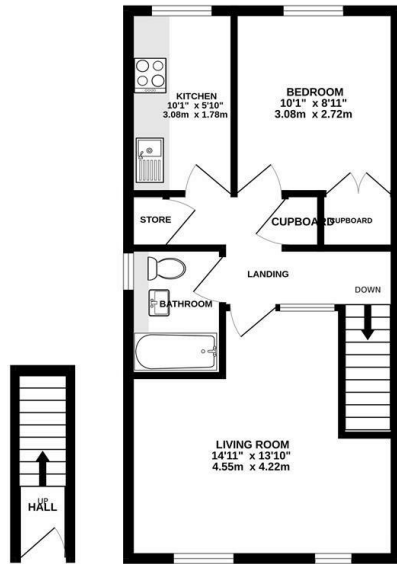 KITCHEN
10'1" x 5'10"
3.08m x 1.78m
BEDROOM
10'1" x 8'11"
3.08m x 2.72m
STORE
CUPBOARD
CUPBOARD
LANDING
DOWN
BATHROOM
LIVING ROOM
14'11" x 13'10"
4.55m x 4.22m
UP
HALL